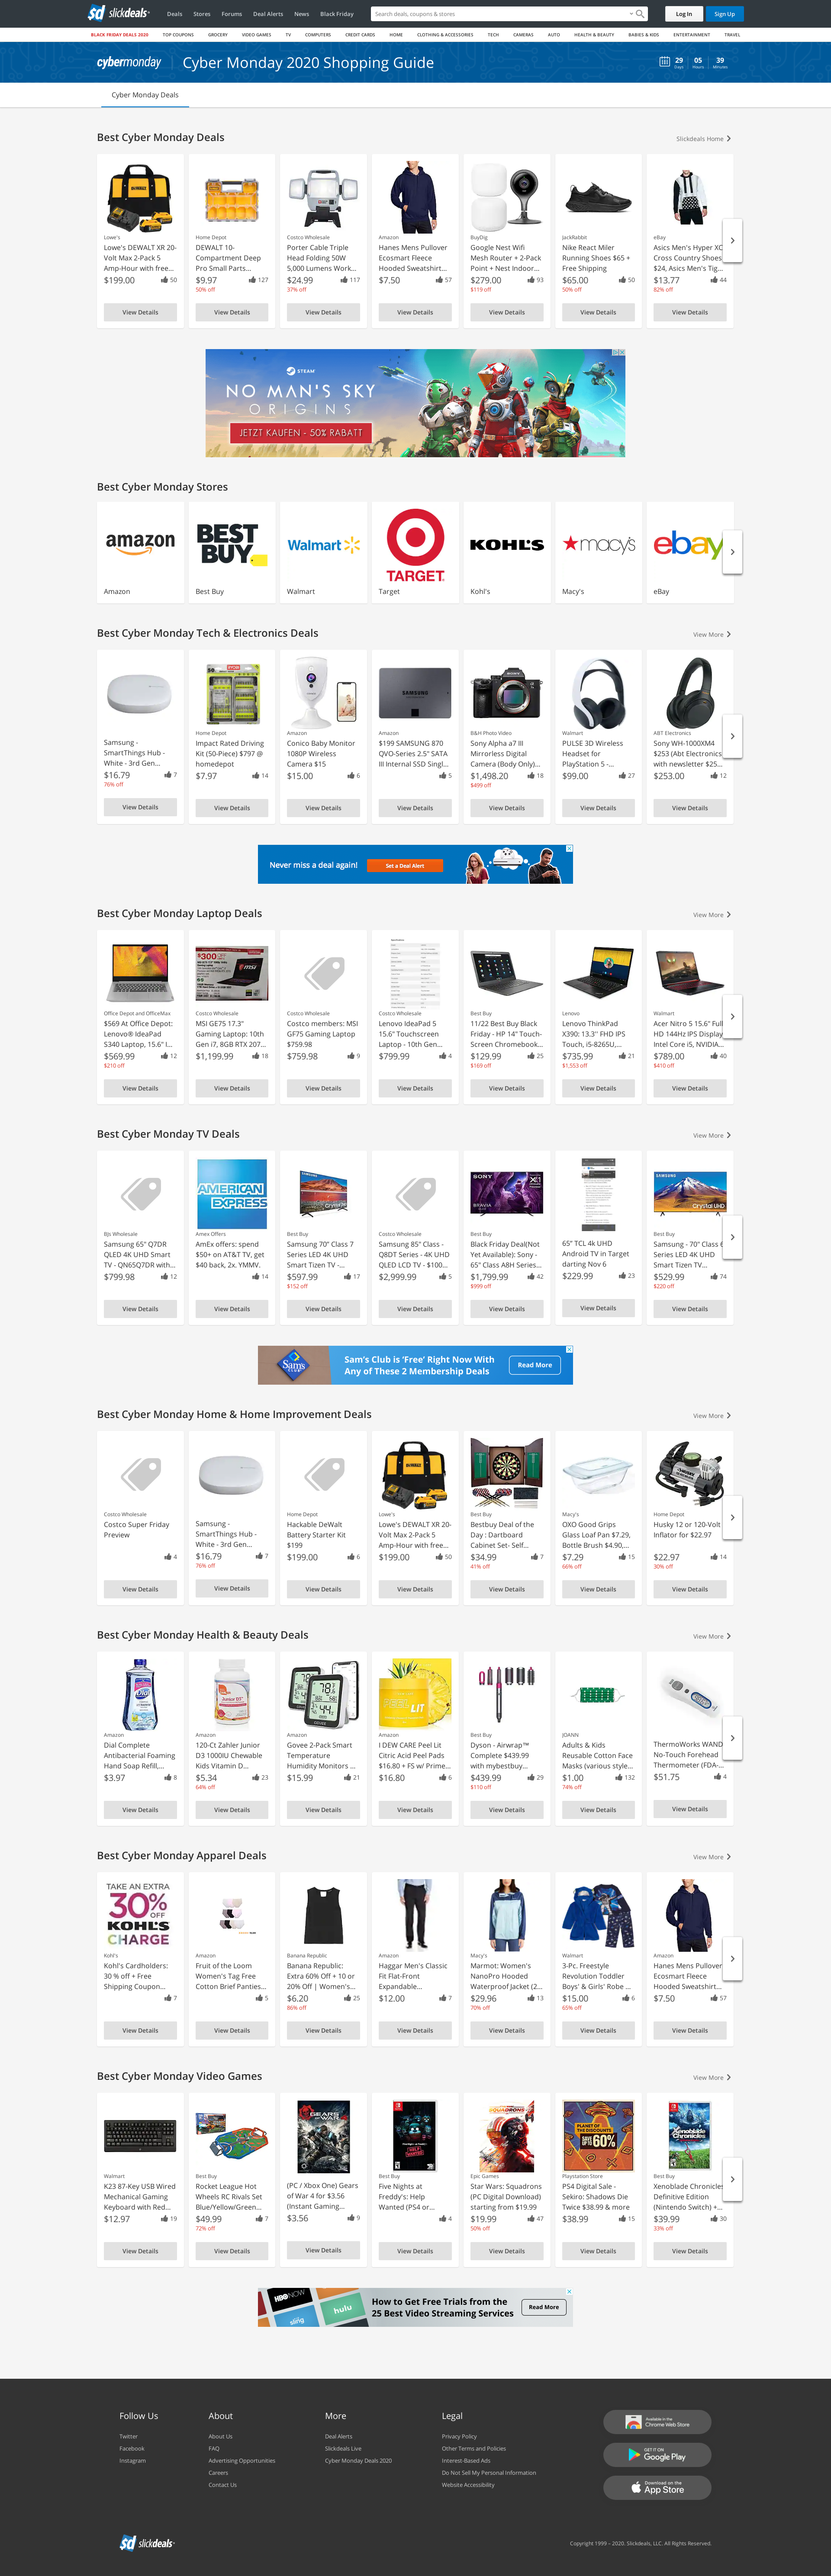 sd slickdeals
Deals Stores Forums Deal Alerts News Black Friday
Search deals, coupons & stores
Log In Sign Up
BLACK FRIDAY DEALS 2020 TOP COUPONS GROCERY VIDEO GAMES TV COMPUTERS CREDIT CARDS HOME CLOTHING & ACCESSORIES TECH CAMERAS AUTO HEALTH & BEAUTY BABIES & KIDS ENTERTAINMENT TRAVEL
cybermonday Cyber Monday 2020 Shopping Guide
29 Days 05 Hours 39 Minutes
Cyber Monday Deals
Best Cyber Monday Deals
Slickdeals Home
Lowe's
Lowe's DEWALT XR 20-
Volt Max 2-Pack 5
Amp-Hour with free...
$199.00 50
View Details
Home Depot
DEWALT 10-
Compartment Deep
Pro Small Parts...
$9.97 127
50% off
View Details
Costco Wholesale
Porter Cable Triple
Head Folding 50W
5,000 Lumens Work...
$24.99 117
37% off
View Details
Amazon
Hanes Mens Pullover
Ecosmart Fleece
Hooded Sweatshirt...
$7.50 57
View Details
BuyDig
Google Nest Wifi
Mesh Router + 2-Pack
Point + Nest Indoor...
$279.00 93
$119 off
View Details
JackRabbit
Nike React Miler
Running Shoes $65 +
Free Shipping
$65.00 50
50% off
View Details
eBay
Asics Men's Hyper XC
Cross Country Shoes
$24, Asics Men's Tig...
$13.77 44
82% off
View Details
STEAM
NO MAN'S SKY
ORIGINS
JETZT KAUFEN - 50% RABATT
Best Cyber Monday Stores
amazon
Amazon
BEST
BUY
Best Buy
Walmart
Walmart
TARGET
Target
KOHL'S
Kohl's
macy's
Macy's
ebay
eBay
Best Cyber Monday Tech & Electronics Deals
View More
Samsung -
SmartThings Hub -
White - 3rd Gen...
$16.79 7
76% off
View Details
Home Depot
Impact Rated Driving
Kit (50-Piece) $797 @
homedepot
$7.97 14
View Details
Amazon
Conico Baby Monitor
1080P Wireless
Camera $15
$15.00 6
View Details
SAMSUNG
Amazon
$199 SAMSUNG 870
QVO-Series 2.5" SATA
III Internal SSD Singl...
5
View Details
B&H Photo Video
Sony Alpha a7 III
Mirrorless Digital
Camera (Body Only)...
$1,498.20 18
$499 off
View Details
Walmart
PULSE 3D Wireless
Headset for
PlayStation 5 -...
$99.00 27
View Details
ABT Electronics
Sony WH-1000XM4
$253 (Abt Electronics
with newsletter $25...
$253.00 12
View Details
Never miss a deal again! Set a Deal Alert
Best Cyber Monday Laptop Deals
View More
Office Depot and OfficeMax
$569 At Office Depot:
Lenovo® IdeaPad
S340 Laptop, 15.6" I...
$569.99 12
$210 off
View Details
$300
msi
Costco Wholesale
MSI GE75 17.3"
Gaming Laptop: 10th
Gen i7, 8GB RTX 207...
$1,199.99 18
View Details
Costco Wholesale
Costco members: MSI
GF75 Gaming Laptop
$759.98
$759.98 9
View Details
Costco Wholesale
Lenovo IdeaPad 5
15.6" Touchscreen
Laptop - 10th Gen...
$799.99 4
View Details
Best Buy
11/22 Best Buy Black
Friday - HP 14" Touch-
Screen Chromebook...
$129.99 25
$169 off
View Details
Lenovo
Lenovo ThinkPad
X390: 13.3'' FHD IPS
Touch, i5-8265U,...
$735.99 21
$1,553 off
View Details
Walmart
Acer Nitro 5 15.6" Full
HD 144Hz IPS Display
Intel Core i5, NVIDIA...
$789.00 40
$410 off
View Details
Best Cyber Monday TV Deals
View More
BJs Wholesale
Samsung 65" Q7DR
QLED 4K UHD Smart
TV - QN65Q7DR with...
$799.98 12
View Details
AMERICAN
EXPRESS
Amex Offers
AmEx offers: spend
$50+ on AT&T TV, get
$40 back, 2x. YMMV.
14
View Details
SAMSUNG
Crystal
Best Buy
Samsung 70" Class 7
Series LED 4K UHD
Smart Tizen TV -...
$597.99 17
$152 off
View Details
Costco Wholesale
Samsung 85" Class -
Q8DT Series - 4K UHD
QLED LCD TV - $100...
$2,999.99 5
View Details
SONY
BRAVIA
Best Buy
Black Friday Deal(Not
Yet Available): Sony -
65" Class A8H Series...
$1,799.99 42
$999 off
View Details
65" TCL 4k UHD
Android TV in Target
darting Nov 6
$229.99 23
View Details
SAMSUNG
Crystal UHD
Best Buy
Samsung - 70" Class 6
Series LED 4K UHD
Smart Tizen TV...
$529.99 74
$220 off
View Details
Sam's
CLUB
Sam's Club is 'Free' Right Now With
Any of These 2 Membership Deals
Read More
Best Cyber Monday Home & Home Improvement Deals
View More
Costco Wholesale
Costco Super Friday
Preview
4
View Details
Samsung -
SmartThings Hub -
White - 3rd Gen...
$16.79 7
76% off
View Details
Home Depot
Hackable DeWalt
Battery Starter Kit
$199
$199.00 6
View Details
Lowe's
Lowe's DEWALT XR 20-
Volt Max 2-Pack 5
Amp-Hour with free...
$199.00 50
View Details
Best Buy
Bestbuy Deal of the
Day : Dartboard
Cabinet Set- Self...
$34.99 7
41% off
View Details
Macy's
OXO Good Grips
Glass Loaf Pan $7.29,
Bottle Brush $4.90,...
$7.29 15
66% off
View Details
Home Depot
Husky 12 or 120-Volt
Inflator for $22.97
$22.97 14
30% off
View Details
Best Cyber Monday Health & Beauty Deals
View More
Dial
Amazon
Dial Complete
Antibacterial Foaming
Hand Soap Refill,...
$3.97 8
View Details
Junior D3
Amazon
120-Ct Zahler Junior
D3 1000IU Chewable
Kids Vitamin D...
$5.34 23
64% off
View Details
Amazon
Govee 2-Pack Smart
Temperature
Humidity Monitors ...
$15.99 21
View Details
LIT
Amazon
I DEW CARE Peel Lit
Citric Acid Peel Pads
$16.80 + FS w/ Prime...
$16.80 6
View Details
Best Buy
Dyson - Airwrap™
Complete $439.99
with mybestbuy...
$439.99 29
$110 off
View Details
JOANN
Adults & Kids
Reusable Cotton Face
Masks (various style...
$1.00 132
74% off
View Details
ThermoWorks WAND
No-Touch Forehead
Thermometer (FDA-...
$51.75 4
View Details
Best Cyber Monday Apparel Deals
View More
TAKE AN EXTRA
30%
OFF
KOHL'S
CHARGE
Kohl's
Kohl's Cardholders:
30 % off + Free
Shipping Coupon...
7
View Details
Amazon
Fruit of the Loom
Women's Tag Free
Cotton Brief Panties...
5
View Details
Banana Republic
Banana Republic:
Extra 60% Off + 10 or
20% Off | Women's...
$6.20 25
86% off
View Details
Amazon
Haggar Men's Classic
Fit Flat-Front
Expandable...
$12.00 7
View Details
Macy's
Marmot: Women's
NanoPro Hooded
Waterproof Jacket (2...
$29.96 13
70% off
View Details
Walmart
3-Pc. Freestyle
Revolution Toddler
Boys' & Girls' Robe ...
$15.00 6
65% off
View Details
Amazon
Hanes Mens Pullover
Ecosmart Fleece
Hooded Sweatshirt...
$7.50 57
View Details
Best Cyber Monday Video Games
View More
Walmart
K23 87-Key USB Wired
Mechanical Gaming
Keyboard with Red...
$12.97 19
View Details
Best Buy
Rocket League Hot
Wheels RC Rivals Set
Blue/Yellow/Green...
$49.99 7
72% off
View Details
GEARS
(PC / Xbox One) Gears
of War 4 for $3.56
(Instant Gaming...
$3.56 9
View Details
Best Buy
Five Nights at
Freddy's: Help
Wanted (PS4 or...
4
View Details
SQUADRONS
Epic Games
Star Wars: Squadrons
(PC Digital Download)
starting from $19.99
$19.99 47
50% off
View Details
PLANET OF
THE DISCOUNTS
60%
Playstation Store
PS4 Digital Sale -
Sekiro: Shadows Die
Twice $38.99 & more
$38.99 15
View Details
Xenoblade
Chronicles
Best Buy
Xenoblade Chronicles
Definitive Edition
(Nintendo Switch) +...
$39.99 30
33% off
View Details
HBO NOW
hulu
sling
How to Get Free Trials from the
25 Best Video Streaming Services
Read More
Follow Us
Twitter
Facebook
Instagram
About
About Us
FAQ
Advertising Opportunities
Careers
Contact Us
More
Deal Alerts
Slickdeals Live
Cyber Monday Deals 2020
Legal
Privacy Policy
Other Terms and Policies
Interest-Based Ads
Do Not Sell My Personal Information
Website Accessibility
Available in the
Chrome Web Store
GET IT ON
Google Play
Download on the
App Store
sd slickdeals
Copyright 1999 – 2020. Slickdeals, LLC. All Rights Reserved.